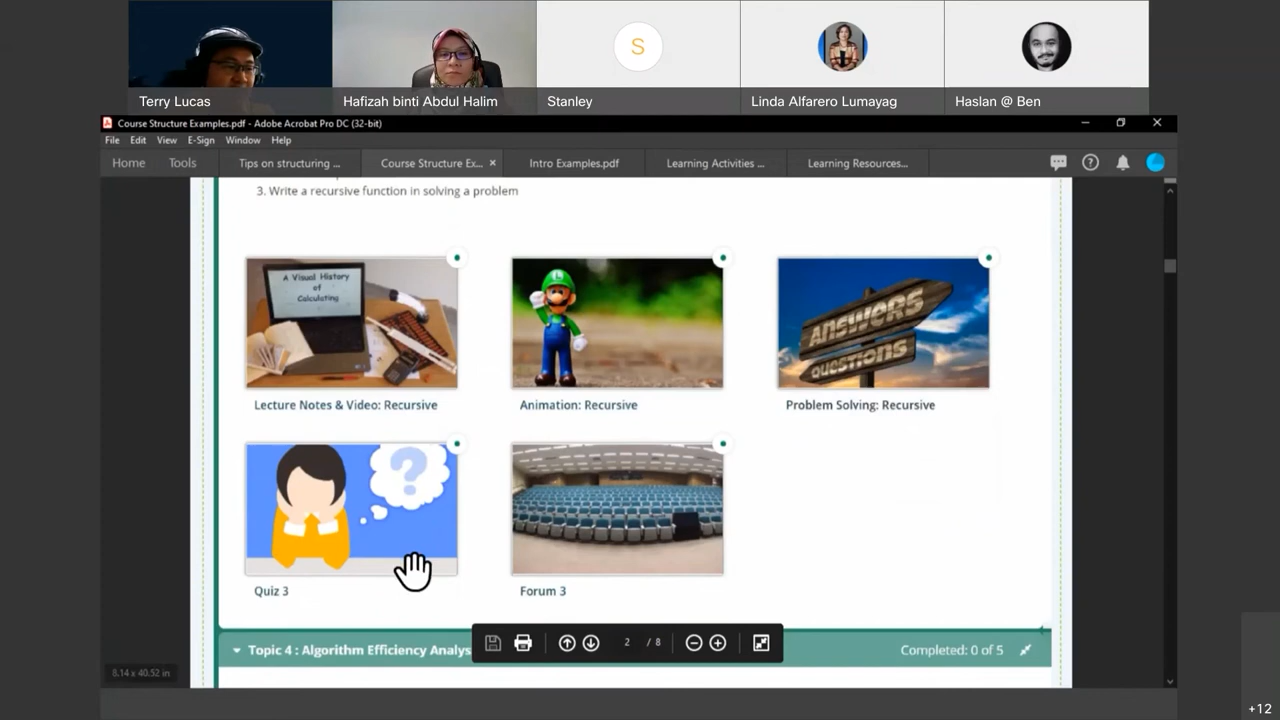 S
Terry Lucas
Hafizah binti Abdul Halim
Stanley
Linda Alfarero Lumayag
Haslan @ Ben
Course Structure Examples.pdf - Adobe Acrobat Pro DC (32-bit)
File Edit View E-Sign Window Help
Home Tools Tips on structuring ... Course Structure Ex... × Intro Examples.pdf Learning Activities ... Learning Resources...
3. Write a recursive function in solving a problem
A Visual History
of
Calculating
L
ANSWERS
QUESTIONS
Lecture Notes & Video: Recursive
Animation: Recursive
Problem Solving: Recursive
?
Quiz 3
Forum 3
Topic 4 : Algorithm Efficiency Analys
2 / 8
Completed: 0 of 5
8.14 x 40.52 in
+12